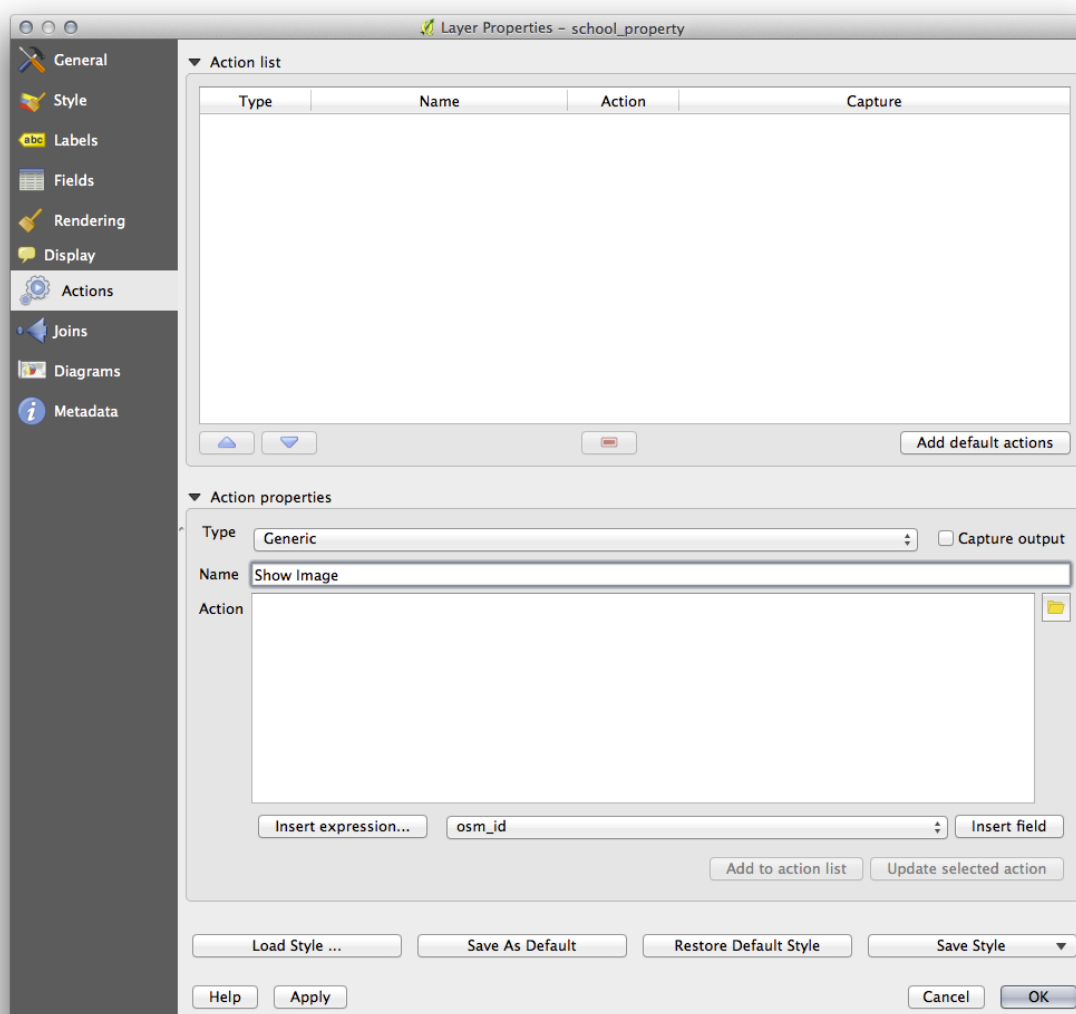 Layer Properties - school_property
General
Style
abc Labels
Fields
Rendering
Display
Actions
Joins
Diagrams
Metadata
Action list
Type Name Action Capture
Add default actions
Action properties
Type Generic Capture output
Name Show Image
Action
Insert expression... osm_id Insert field
Add to action list Update selected action
Load Style ... Save As Default Restore Default Style Save Style
Help Apply Cancel OK